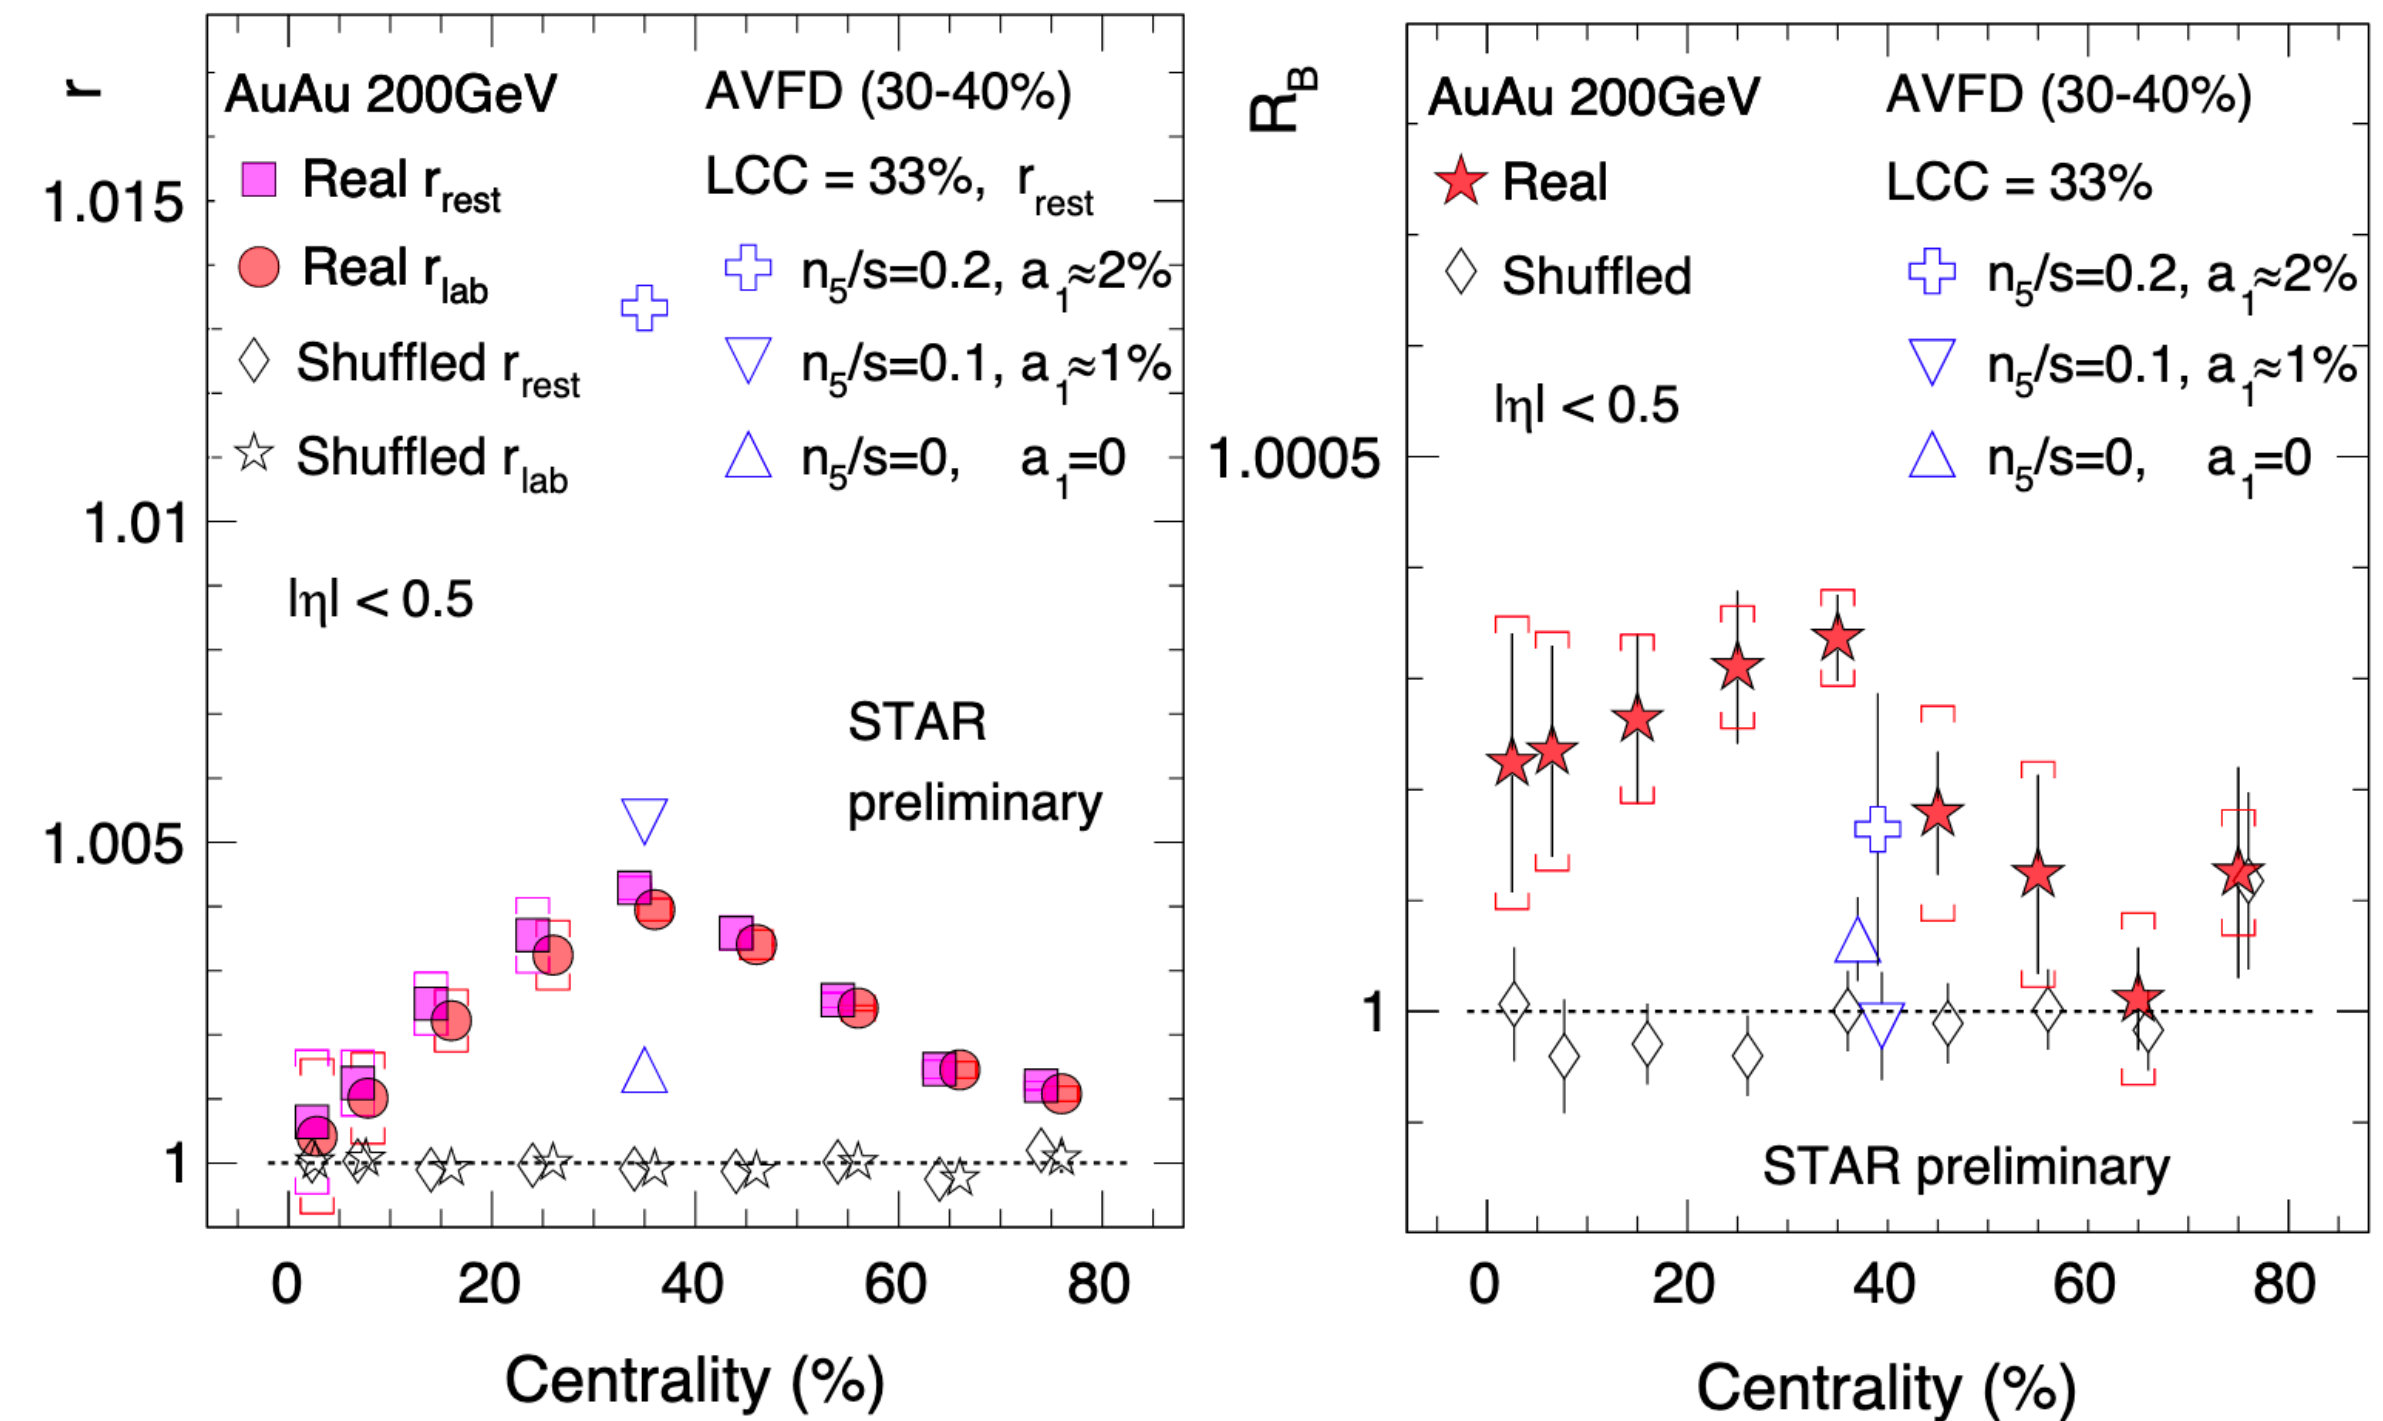 r
AuAu 200GeV
Real r_rest
Real r_lab
Shuffled r_rest
Shuffled r_lab
|η| < 0.5
AVFD (30-40%)
LCC = 33%, r_rest
n_5/s=0.2, a_1≈2%
n_5/s=0.1, a_1≈1%
n_5/s=0, a_1=0
STAR
preliminary
1.015
1.01
1.005
1
0 20 40 60 80
Centrality (%)
R_B
AuAu 200GeV
Real
Shuffled
|η| < 0.5
AVFD (30-40%)
LCC = 33%
n_5/s=0.2, a_1≈2%
n_5/s=0.1, a_1≈1%
n_5/s=0, a_1=0
1.0005
1
STAR preliminary
0 20 40 60 80
Centrality (%)